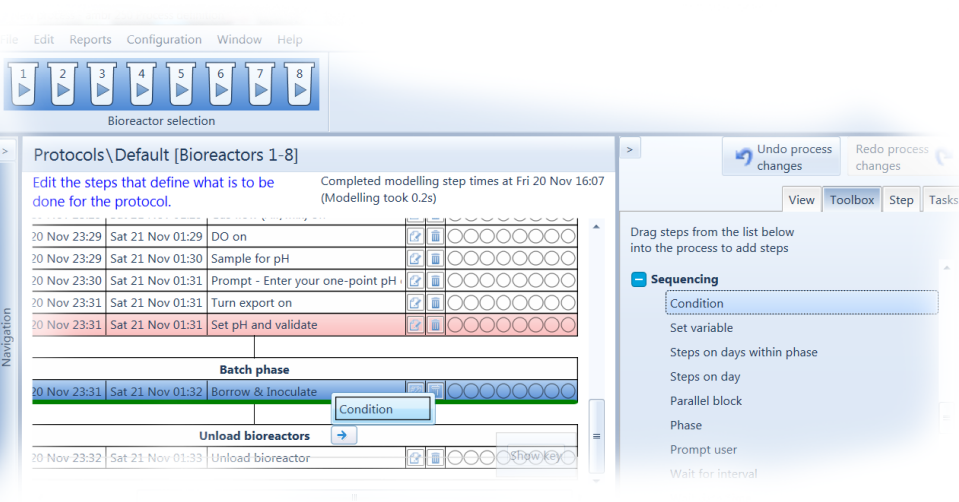 File Edit Reports Configuration Window Help
1 2 3 4 5 6 7 8
Bioreactor selection
>
Navigation
Protocols\Default [Bioreactors 1-8]
Edit the steps that define what is to be
done for the protocol.
Completed modelling step times at Fri 20 Nov 16:07
(Modelling took 0.2s)
20 Nov 23:29 Sat 21 Nov 01:29 DO on
20 Nov 23:29 Sat 21 Nov 01:30 Sample for pH
20 Nov 23:30 Sat 21 Nov 01:31 Prompt - Enter your one-point pH
20 Nov 23:31 Sat 21 Nov 01:31 Turn export on
20 Nov 23:31 Sat 21 Nov 01:31 Set pH and validate
Batch phase
20 Nov 23:31 Sat 21 Nov 01:32 Borrow & Inoculate
Condition
Unload bioreactors
20 Nov 23:32 Sat 21 Nov 01:33 Unload bioreactor
Show key
>
Undo process
changes
Redo process
changes
View Toolbox Step Tasks
Drag steps from the list below
into the process to add steps
Sequencing
Condition
Set variable
Steps on days within phase
Steps on day
Parallel block
Phase
Prompt user
Wait for interval